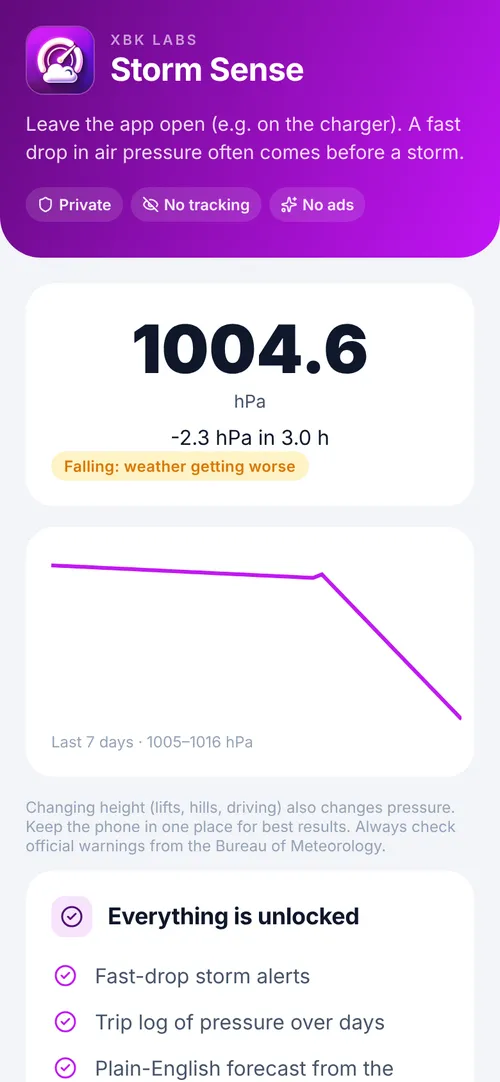 XBK LABS
Storm Sense
Leave the app open (e.g. on the charger). A fast
drop in air pressure often comes before a storm.
Private
No tracking
No ads
1004.6
hPa
-2.3 hPa in 3.0 h
Falling: weather getting worse
Last 7 days · 1005–1016 hPa
Changing height (lifts, hills, driving) also changes pressure.
Keep the phone in one place for best results. Always check
official warnings from the Bureau of Meteorology.
Everything is unlocked
Fast-drop storm alerts
Trip log of pressure over days
Plain-English forecast from the